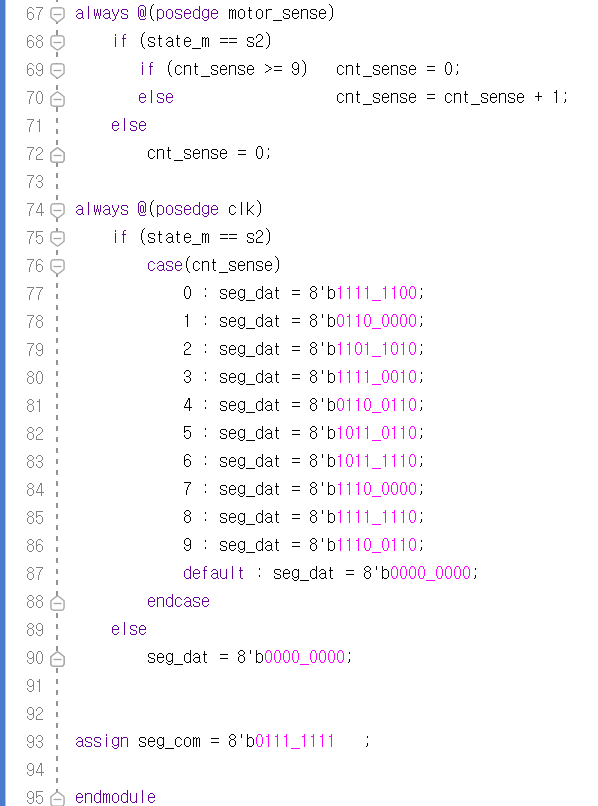 67 always @(posedge motor_sense)
68 if (state_m == s2)
69 if (cnt_sense >= 9) cnt_sense = 0;
70 else cnt_sense = cnt_sense + 1;
71 else
72 cnt_sense = 0;
73
74 always @(posedge clk)
75 if (state_m == s2)
76 case(cnt_sense)
77 0 : seg_dat = 8'b1111_1100;
78 1 : seg_dat = 8'b0110_0000;
79 2 : seg_dat = 8'b1101_1010;
80 3 : seg_dat = 8'b1111_0010;
81 4 : seg_dat = 8'b0110_0110;
82 5 : seg_dat = 8'b1011_0110;
83 6 : seg_dat = 8'b1011_1110;
84 7 : seg_dat = 8'b1110_0000;
85 8 : seg_dat = 8'b1111_1110;
86 9 : seg_dat = 8'b1110_0110;
87 default : seg_dat = 8'b0000_0000;
88 endcase
89 else
90 seg_dat = 8'b0000_0000;
91
92
93 assign seg_com = 8'b0111_1111 ;
94
95 endmodule